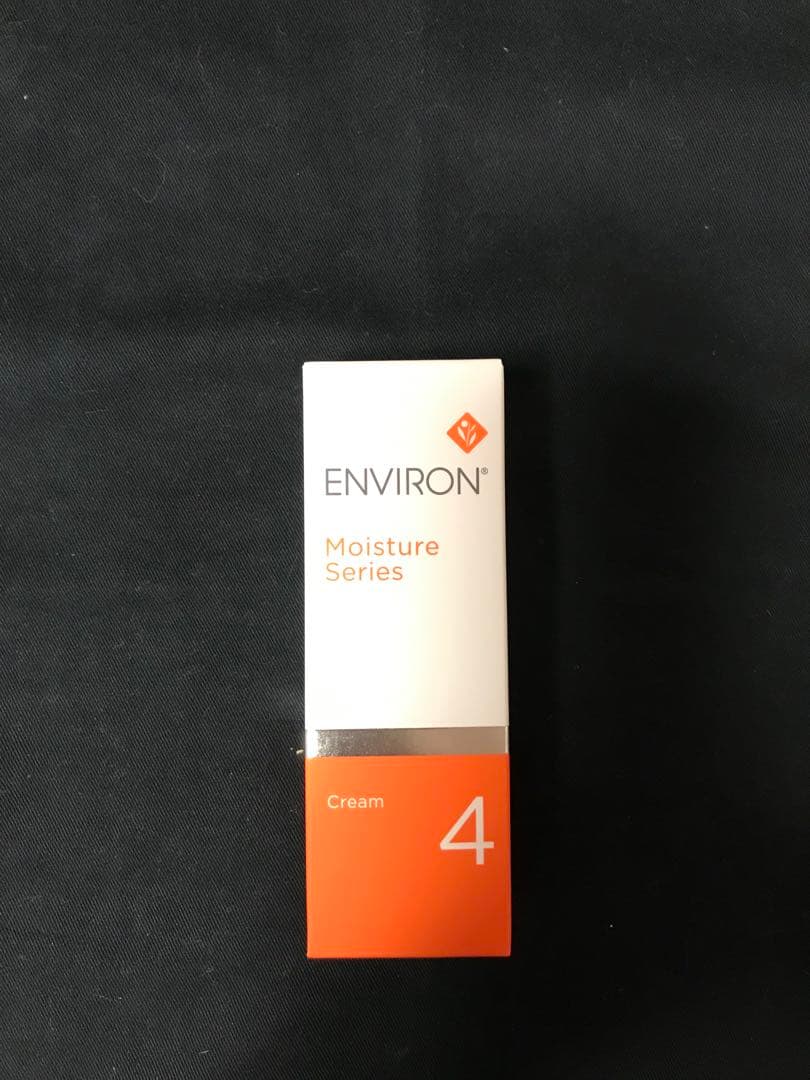 ENVIRON®
Moisture
Series
Cream
4